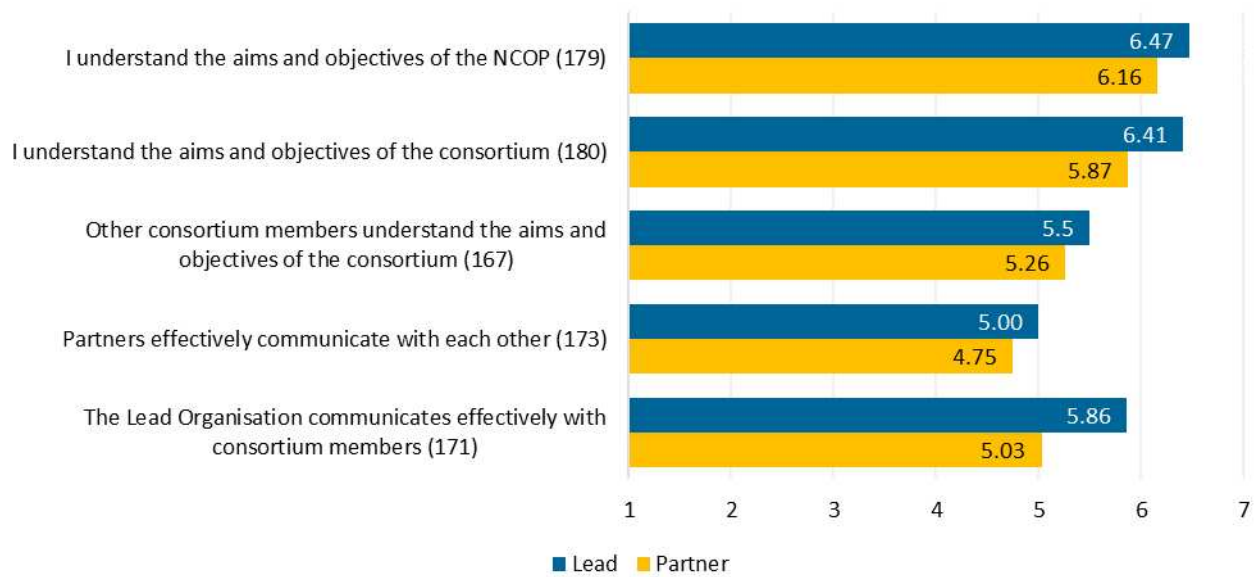 I understand the aims and objectives of the NCOP (179)
6.47
6.16
I understand the aims and objectives of the consortium (180)
6.41
5.87
Other consortium members understand the aims and
objectives of the consortium (167)
5.5
5.26
Partners effectively communicate with each other (173)
5.00
4.75
The Lead Organisation communicates effectively with
consortium members (171)
5.86
5.03
1 2 3 4 5 6 7
Lead Partner